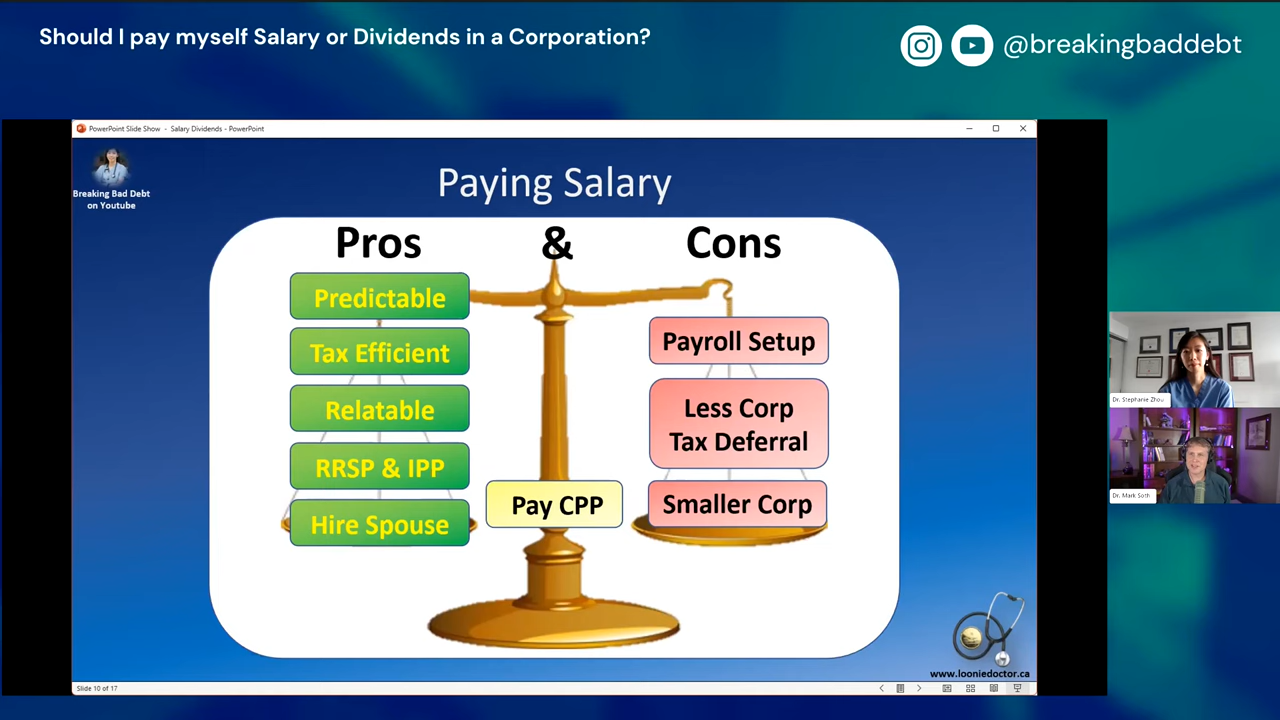 Should I pay myself Salary or Dividends in a Corporation?
@breakingbaddebt
PowerPoint Slide Show - Salary Dividends - PowerPoint
Breaking Bad Debt
on Youtube
Paying Salary
Pros & Cons
Predictable
Tax Efficient
Relatable
RRSP & IPP
Hire Spouse
Pay CPP
Payroll Setup
Less Corp
Tax Deferral
Smaller Corp
Dr. Stephanie Zhou
Dr. Mark Soth
www.looniedoctor.ca
Slide 10 of 17